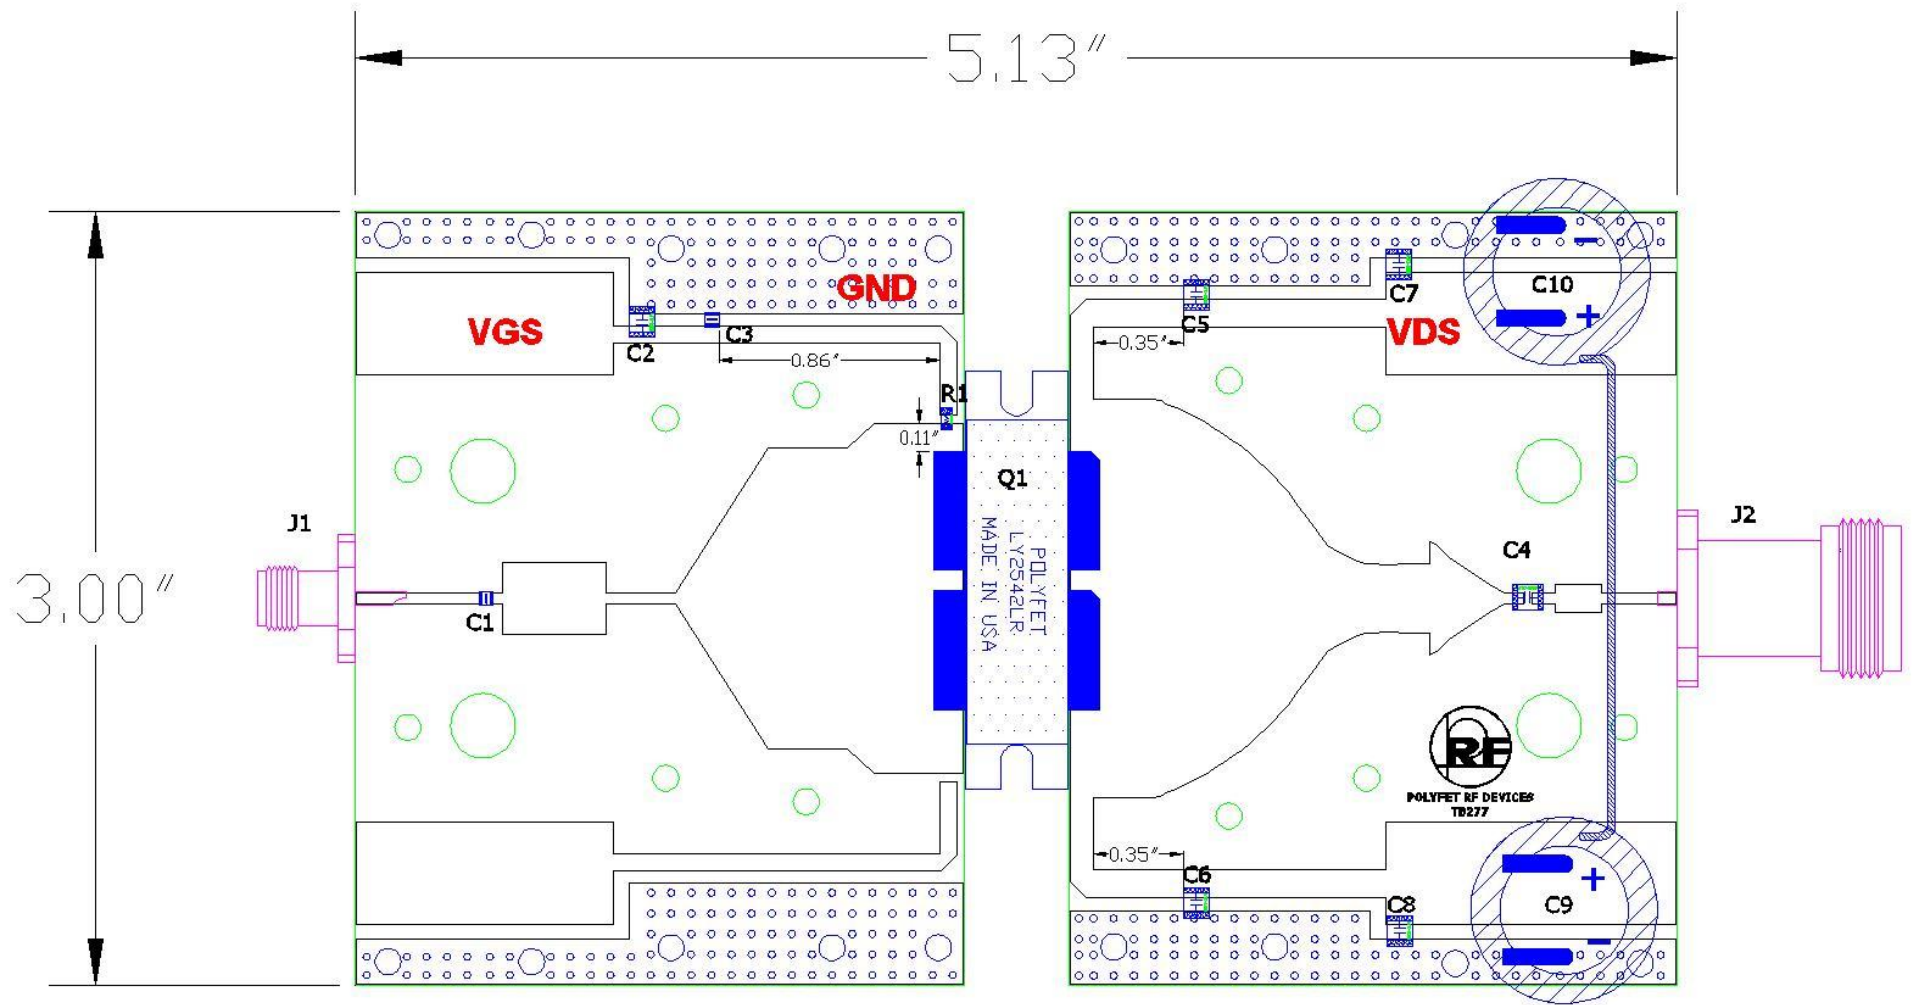 5.13"
GND
VGS
C2
C3
0.86"
R1
0.11"
C7
C10
−
+
C5
VDS
0.35"
Q1
J1
J2
C4
3.00"
C1
POLYFET
LY2542LR
MADE IN USA
RF
POLYFET RF DEVICES
TB277
0.35"
C6
C8
C9
+
−